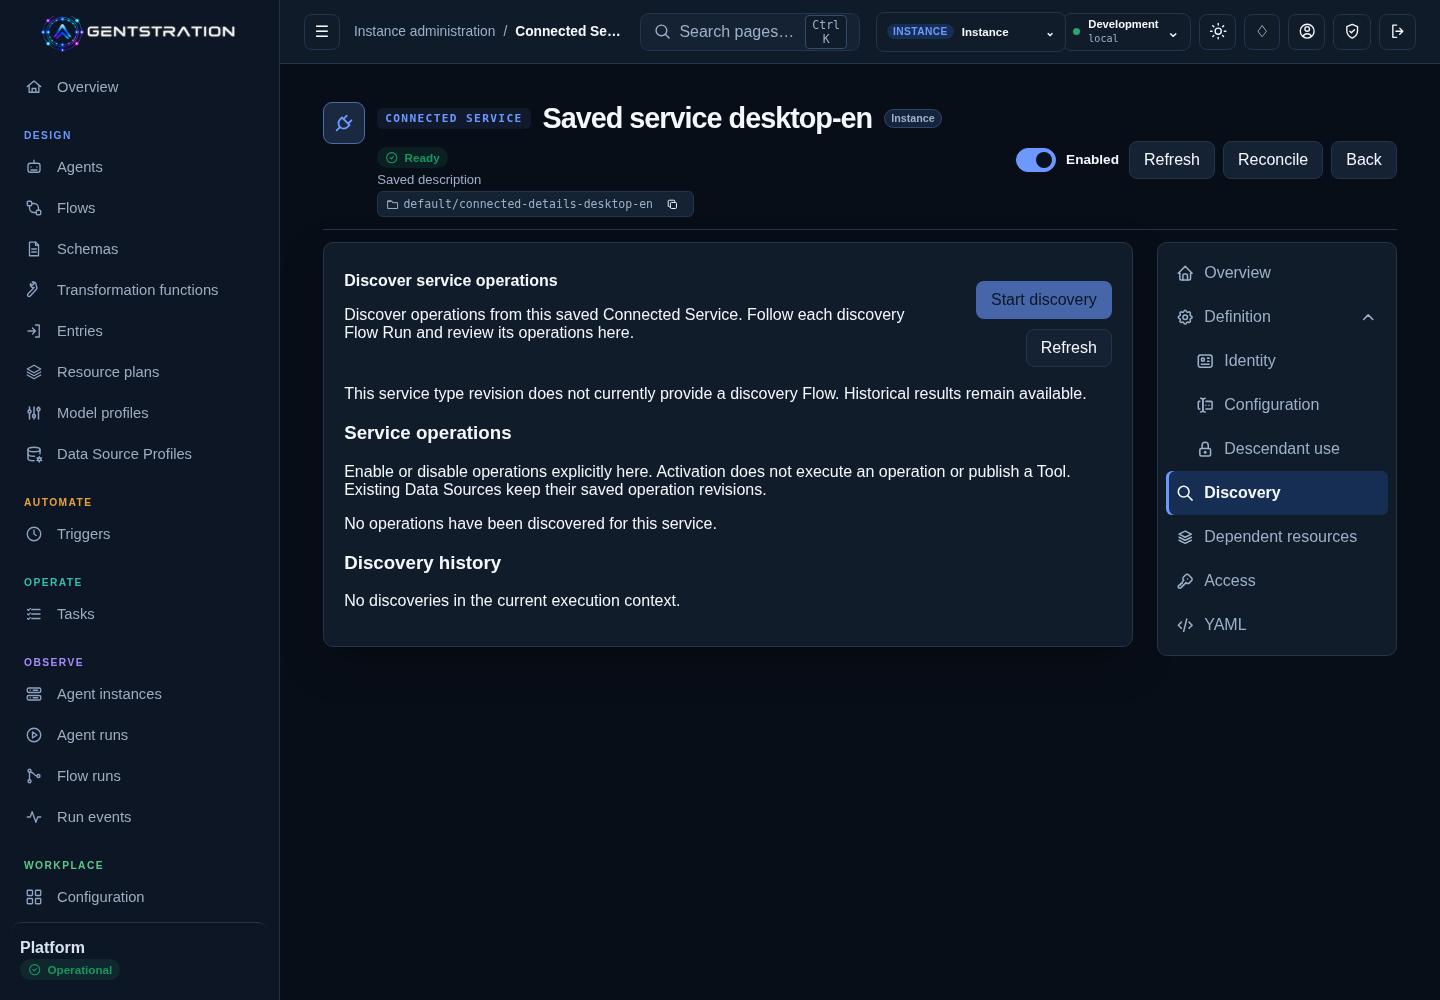 GENTSTRATION
Overview
DESIGN
Agents
Flows
Schemas
Transformation functions
Entries
Resource plans
Model profiles
Data Source Profiles
AUTOMATE
Triggers
OPERATE
Tasks
OBSERVE
Agent instances
Agent runs
Flow runs
Run events
WORKPLACE
Configuration
Platform
Operational
Instance administration / Connected Se...
Search pages...
Ctrl
K
INSTANCE Instance
Development
local
CONNECTED SERVICE Saved service desktop-en Instance
Ready
Saved description
default/connected-details-desktop-en
Enabled Refresh Reconcile Back
Discover service operations
Discover operations from this saved Connected Service. Follow each discovery
Flow Run and review its operations here.
Start discovery
Refresh
This service type revision does not currently provide a discovery Flow. Historical results remain available.
Service operations
Enable or disable operations explicitly here. Activation does not execute an operation or publish a Tool.
Existing Data Sources keep their saved operation revisions.
No operations have been discovered for this service.
Discovery history
No discoveries in the current execution context.
Overview
Definition
Identity
Configuration
Descendant use
Discovery
Dependent resources
Access
YAML